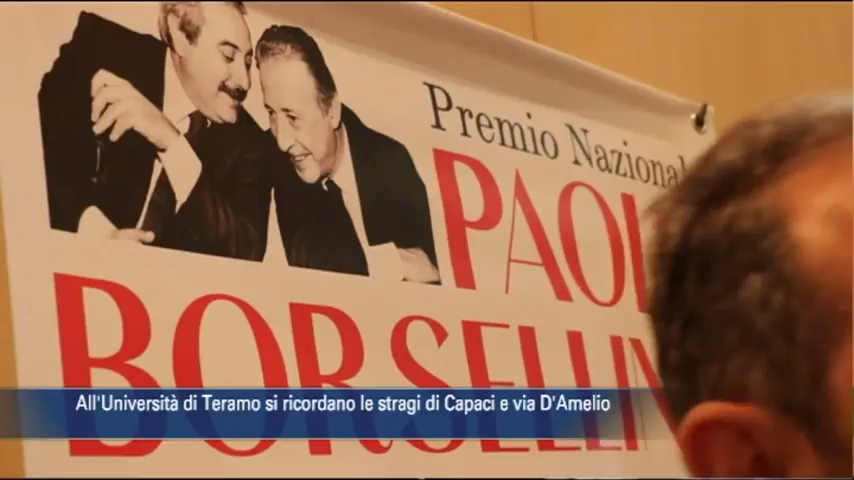 Premio Nazional
PAOL
BORSELLIN
All'Università di Teramo si ricordano le stragi di Capaci e via D'Amelio